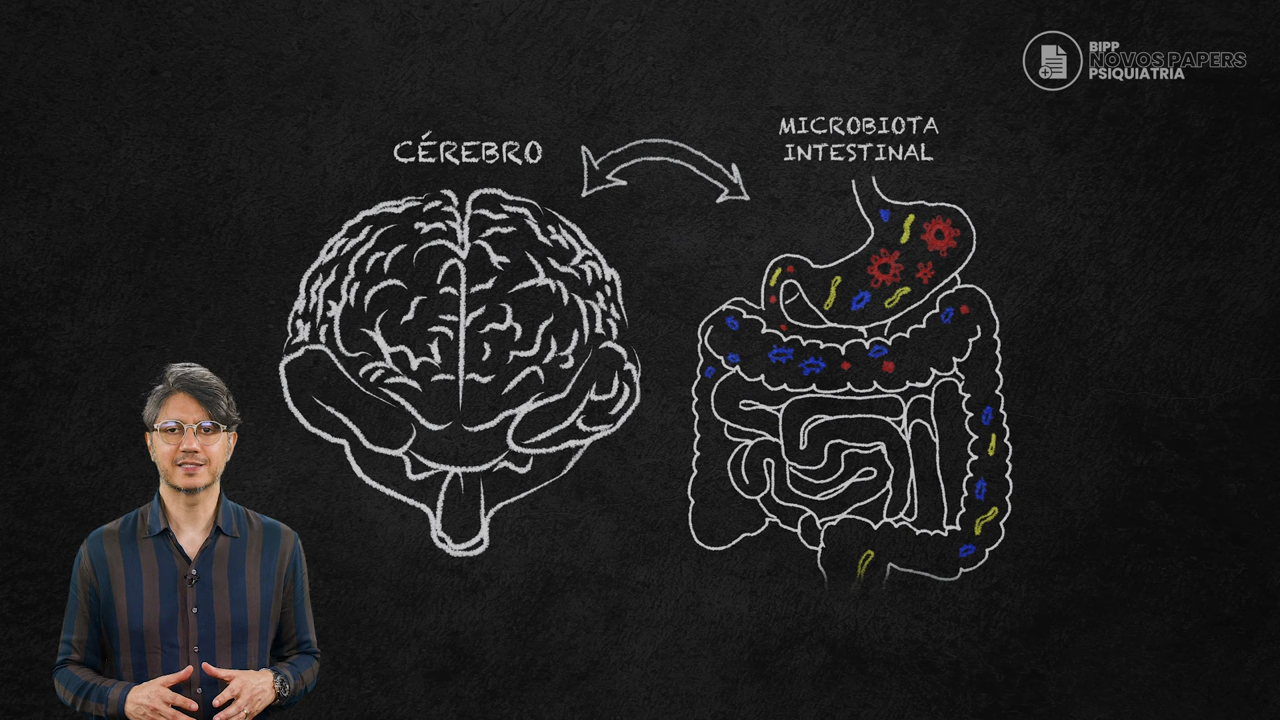 BIPP
NOVOS PAPERS
PSIQUIATRIA
CÉREBRO
MICROBIOTA
INTESTINAL